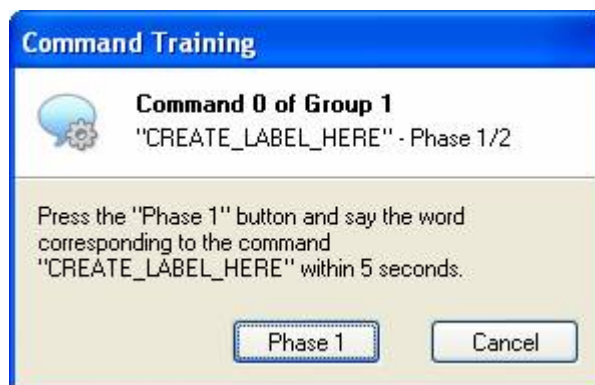 Command Training
Command 0 of Group 1
"CREATE_LABEL_HERE" - Phase 1/2
Press the "Phase 1" button and say the word
corresponding to the command
"CREATE_LABEL_HERE" within 5 seconds.
Phase 1
Cancel